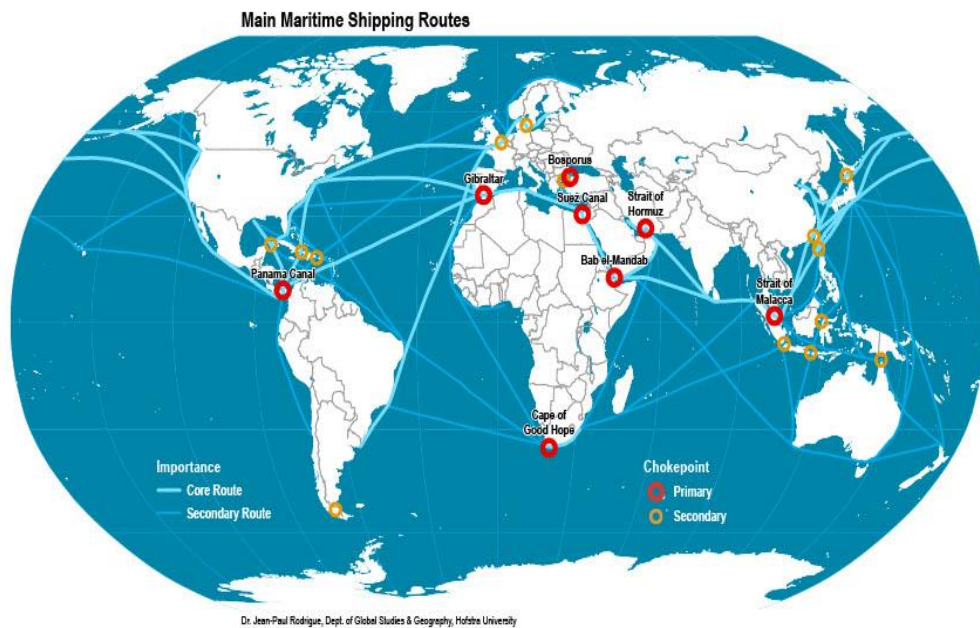 Main Maritime Shipping Routes
Bosporus
Gibraltar
Suez Canal
Strait of
Hormuz
Bab el-Mandab
Panama Canal
Strait of
Malacca
Cape of
Good Hope
Importance
Core Route
Secondary Route
Chokepoint
Primary
Secondary
Dr. Jean-Paul Rodrigue, Dept. of Global Studies & Geography, Hofstra University